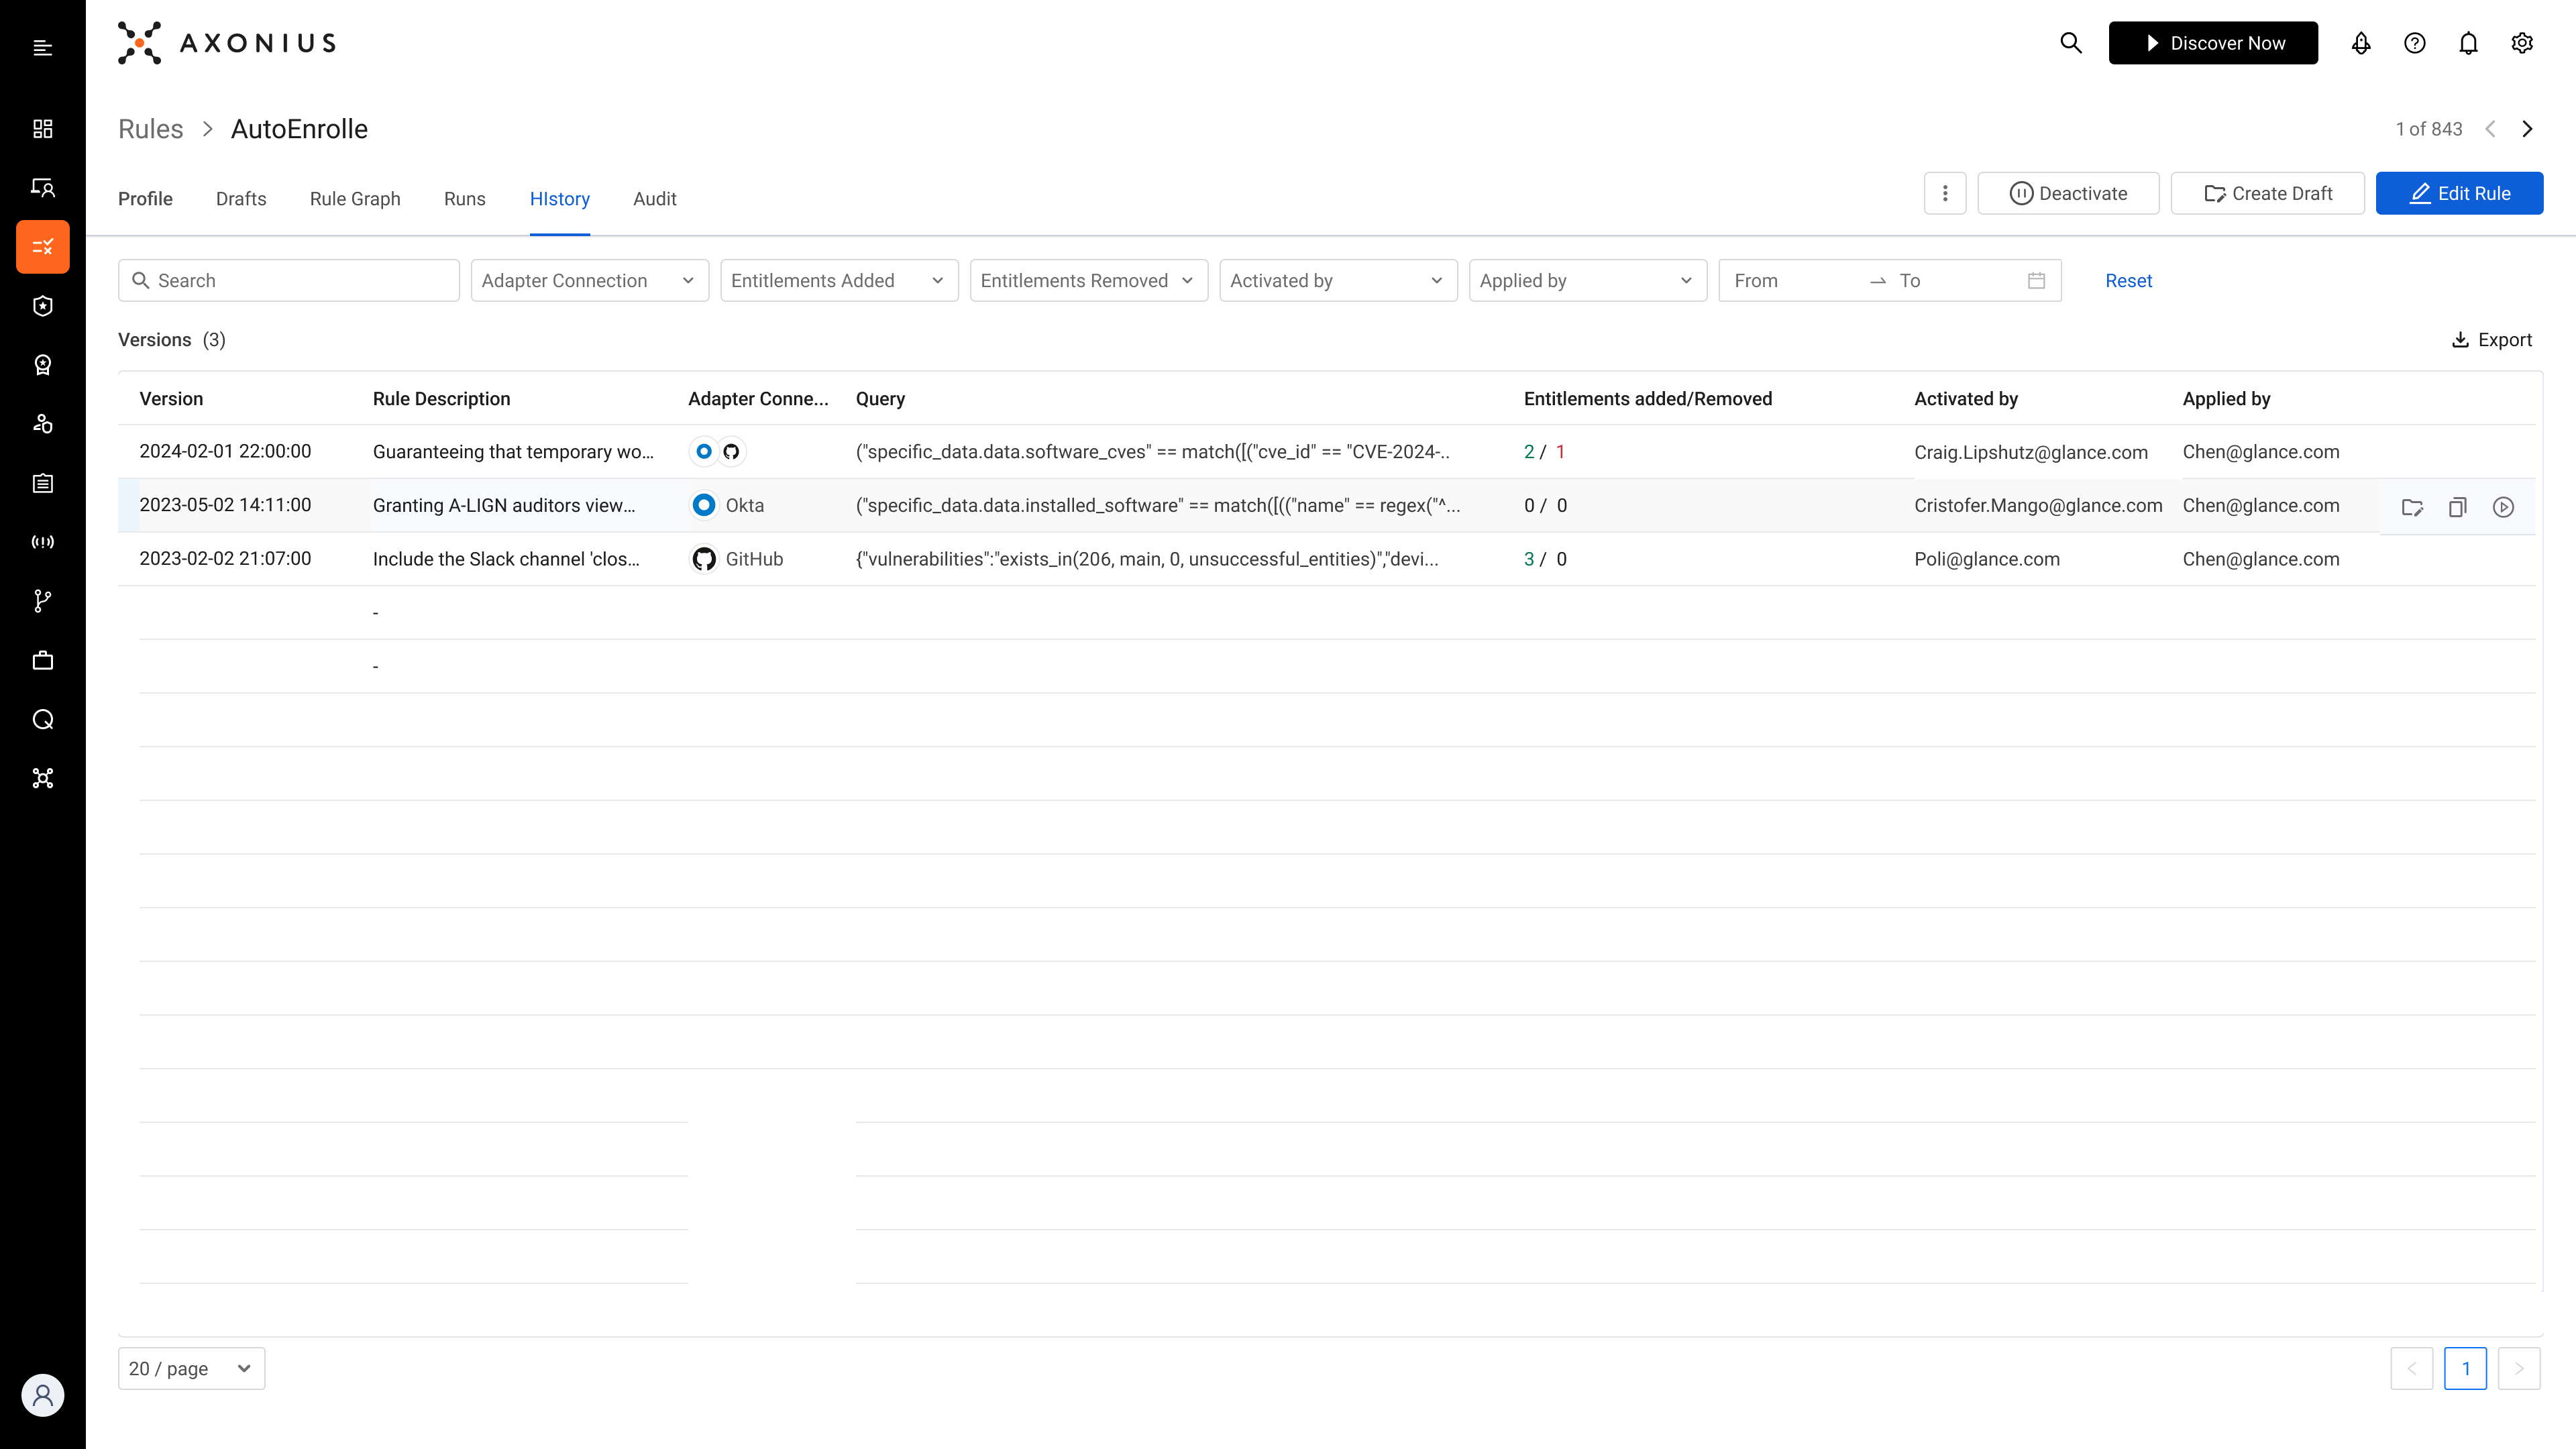 AXONIUS
Discover Now
Rules > AutoEnrolle
1 of 843
Profile Drafts Rule Graph Runs HIstory Audit
Deactivate Create Draft Edit Rule
Search Adapter Connection Entitlements Added Entitlements Removed Activated by Applied by From → To Reset
Versions (3)
Export
Version Rule Description Adapter Conne... Query Entitlements added/Removed Activated by Applied by
2024-02-01 22:00:00 Guaranteeing that temporary wo... ("specific_data.data.software_cves" == match([("cve_id" == "CVE-2024-.. 2 / 1 Craig.Lipshutz@glance.com Chen@glance.com
2023-05-02 14:11:00 Granting A-LIGN auditors view... Okta ("specific_data.data.installed_software" == match([(("name" == regex("^... 0 / 0 Cristofer.Mango@glance.com Chen@glance.com
2023-02-02 21:07:00 Include the Slack channel 'clos... GitHub {"vulnerabilities":"exists_in(206, main, 0, unsuccessful_entities)","devi... 3 / 0 Poli@glance.com Chen@glance.com
-
-
20 / page
< 1 >